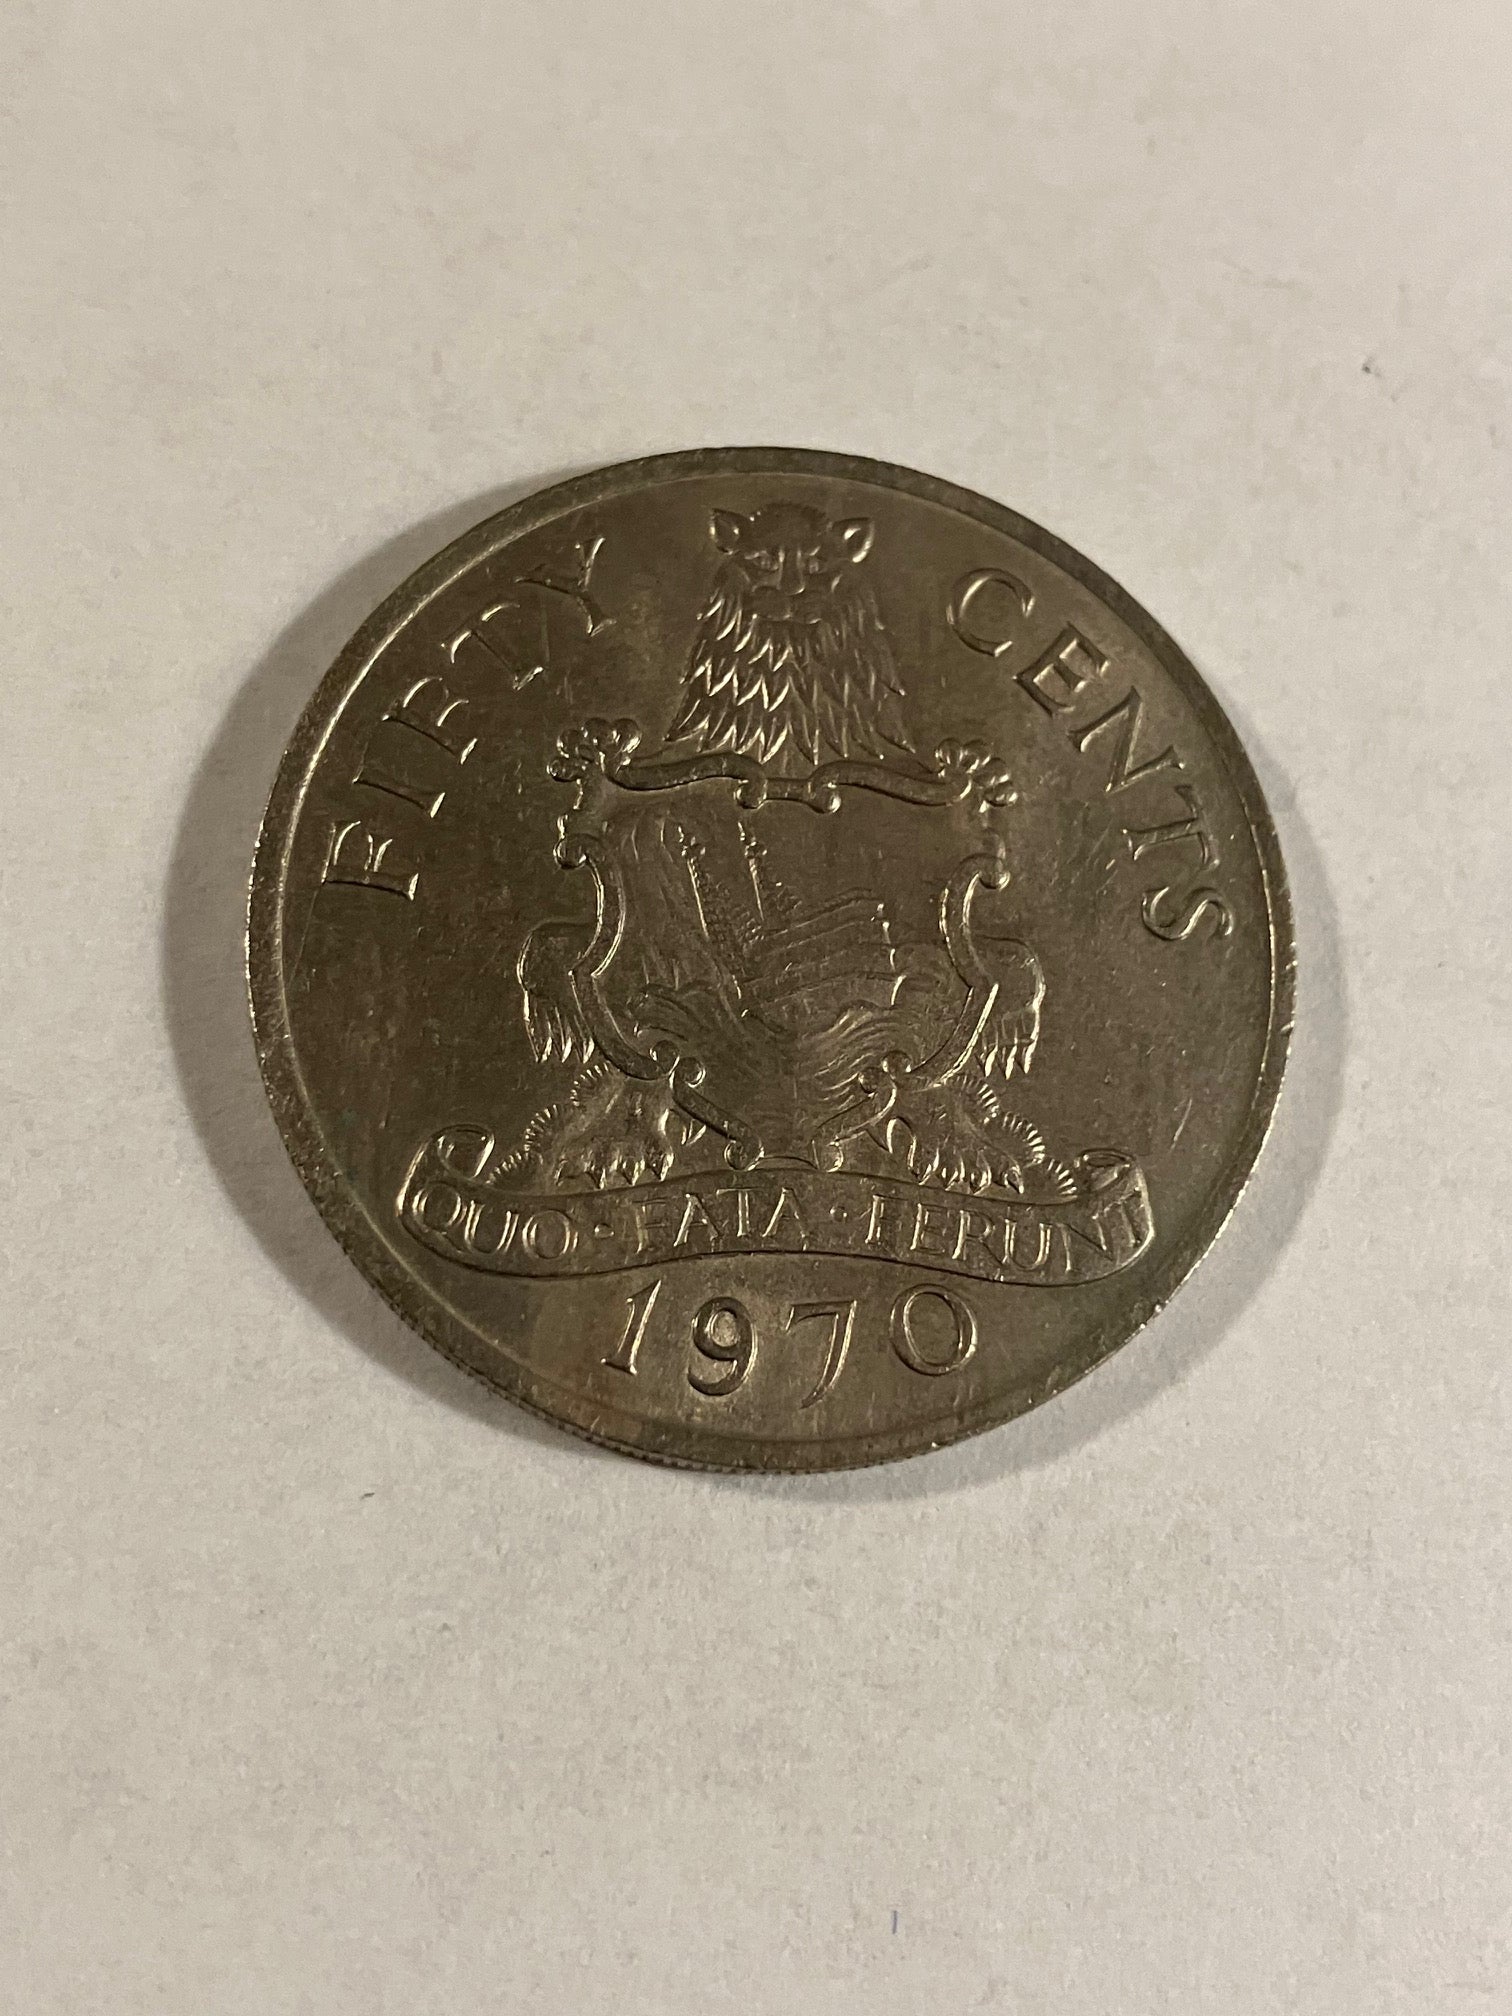 FIFTY CENTS
QUO · FATA · FERUNT
1970